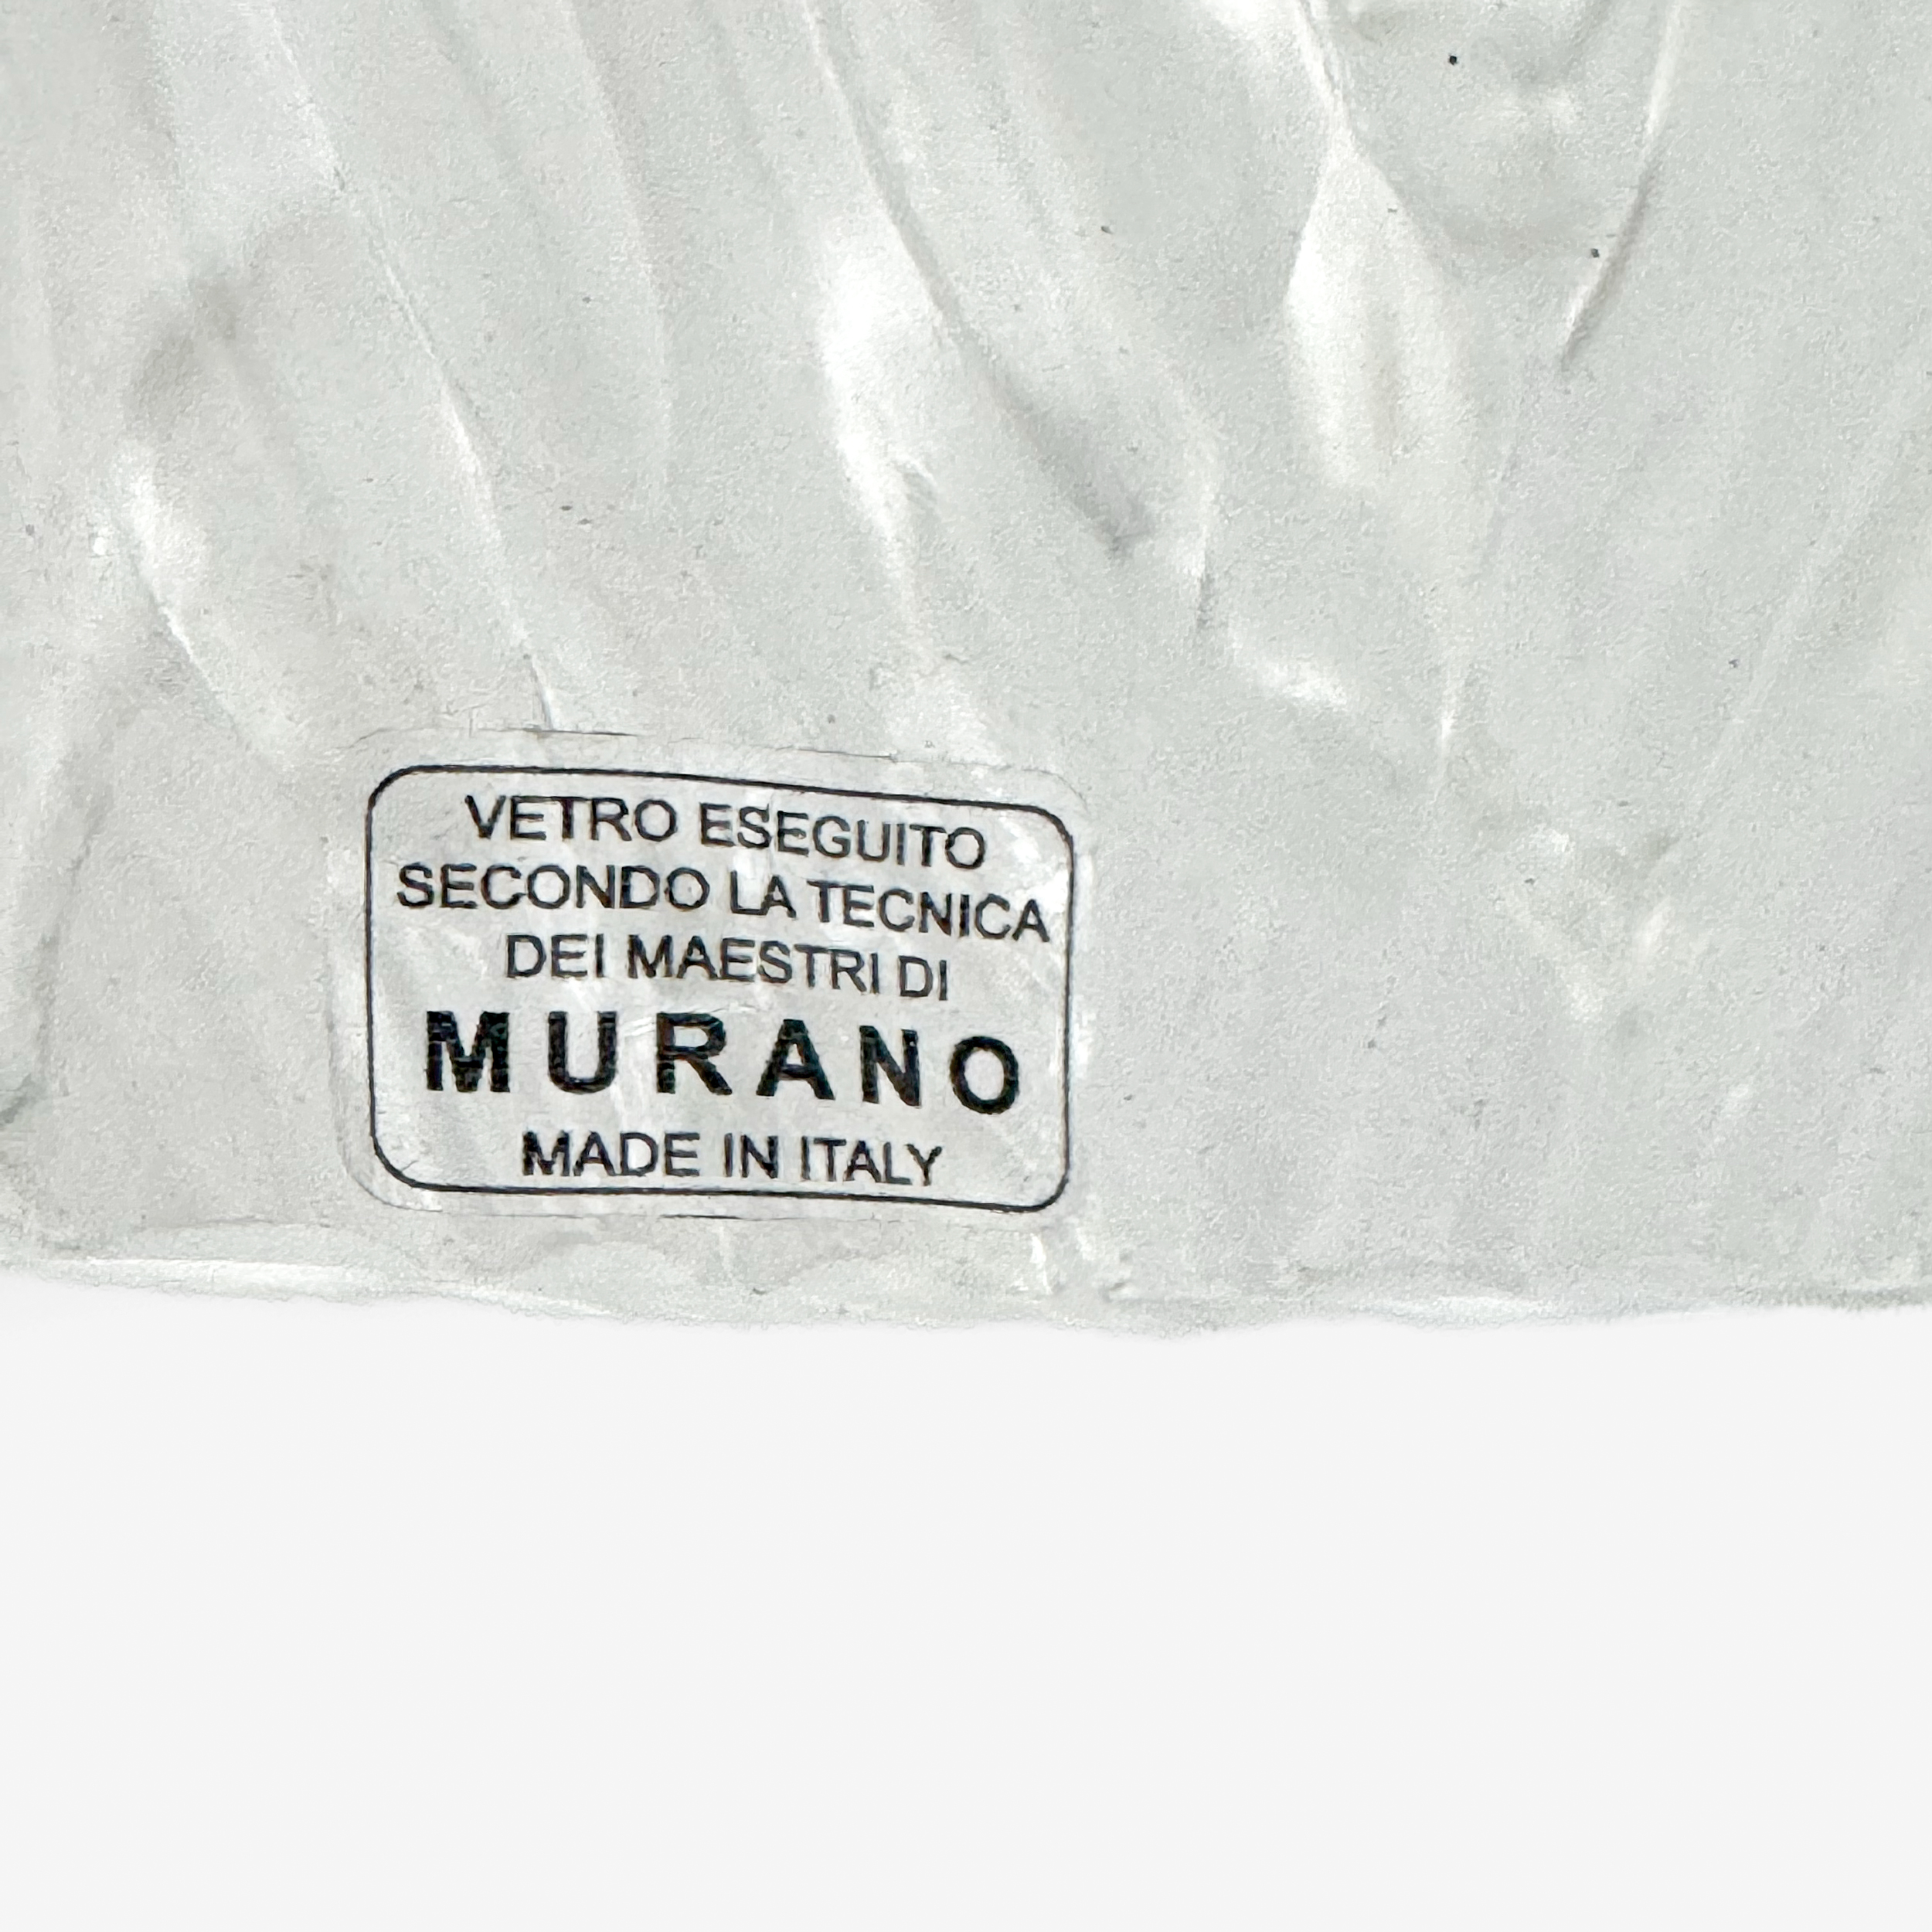 VETRO ESEGUITO
SECONDO LA TECNICA
DEI MAESTRI DI
MURANO
MADE IN ITALY